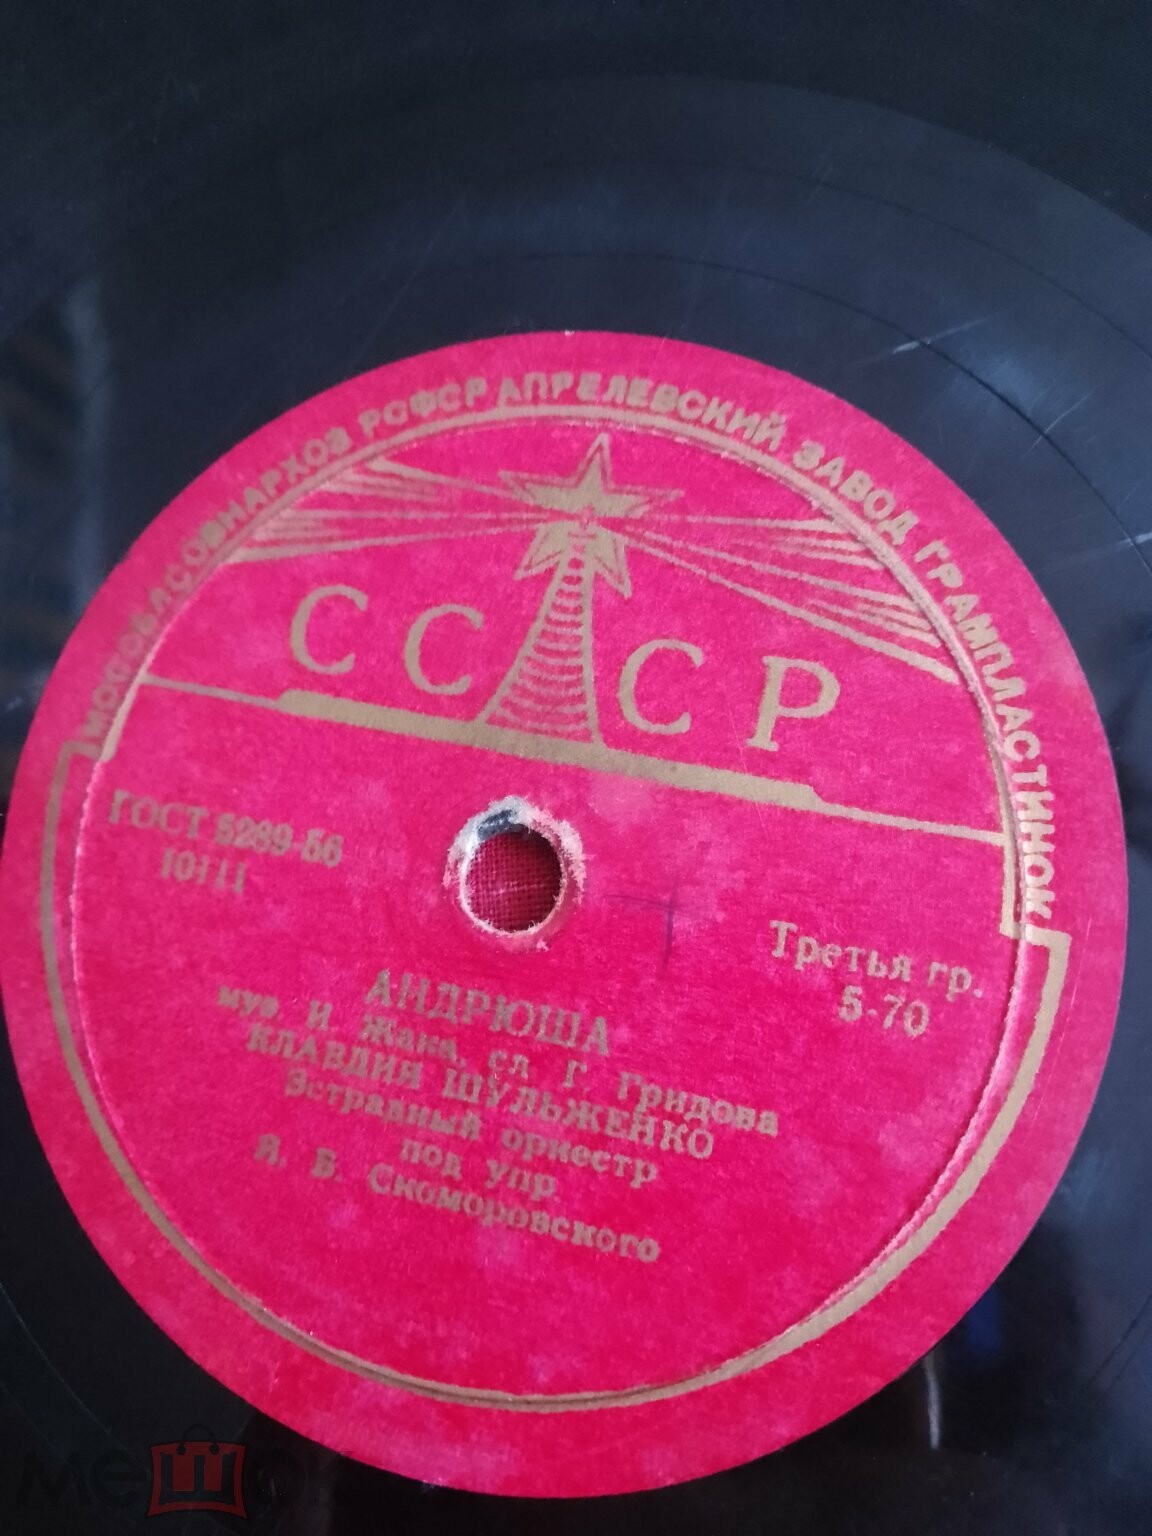 МОСОБЛСОВНАРХОЗ РСФСР АПРЕЛЕВСКИЙ ЗАВОД ГРАМПЛАСТИНОК
СССР
ГОСТ 5289-56
10111
Третья гр.
5-70
АНДРЮША
муз И Жака, сл. Г. Гридова
КЛАВДИЯ ШУЛЬЖЕНКО
Эстрадный оркестр
под упр.
Я. Б. Скоморовского
мешок